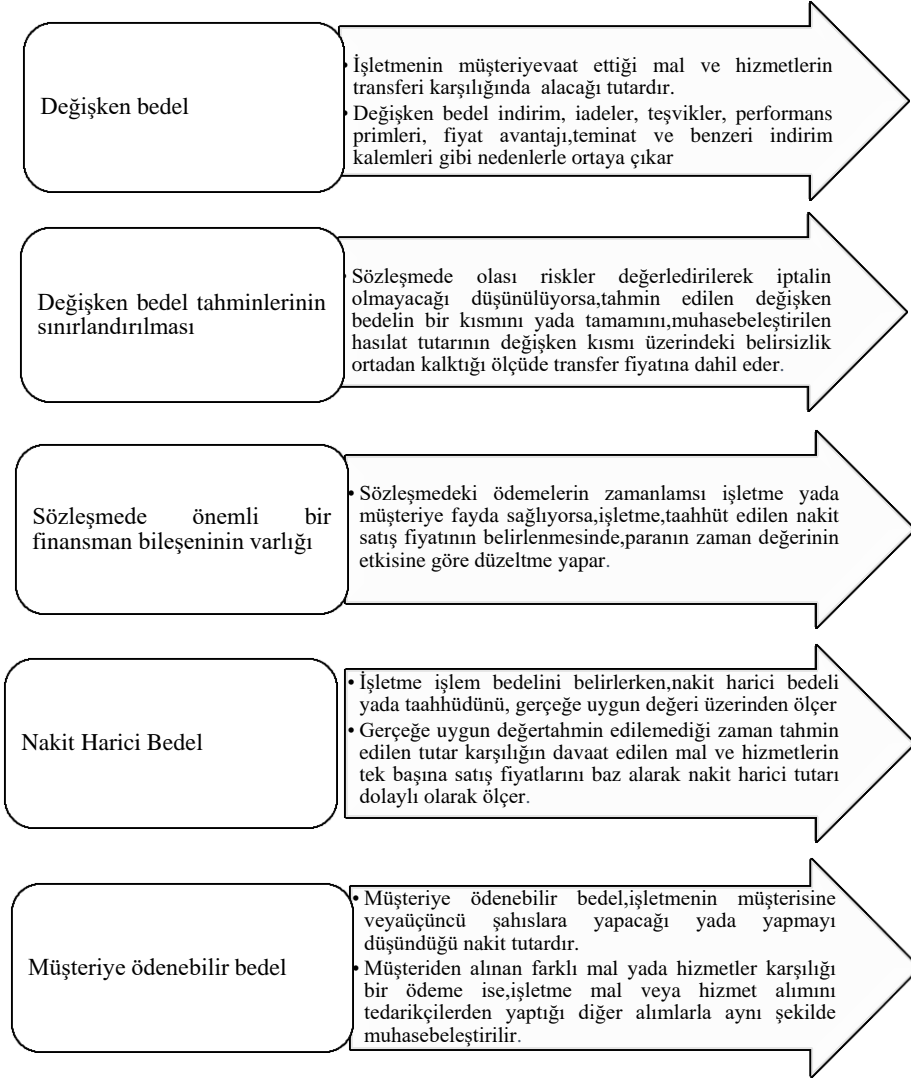 Değişken bedel
• İşletmenin müşteriyevaat ettiği mal ve hizmetlerin
transferi karşılığında alacağı tutardır.
• Değişken bedel indirim, iadeler, teşvikler, performans
primleri, fiyat avantajı,teminat ve benzeri indirim
kalemleri gibi nedenlerle ortaya çıkar
Değişken bedel tahminlerinin
sınırlandırılması
• Sözleşmede olası riskler değerledirilerek iptalin
olmayacağı düşünülüyorsa,tahmin edilen değişken
bedelin bir kısmını yada tamamını,muhasebeleştirilen
hasılat tutarının değişken kısmı üzerindeki belirsizlik
ortadan kalktığı ölçüde transfer fiyatına dahil eder.
Sözleşmede önemli bir
finansman bileşeninin varlığı
• Sözleşmedeki ödemelerin zamanlamsı işletme yada
müşteriye fayda sağlıyorsa,işletme,taahhüt edilen nakit
satış fiyatının belirlenmesinde,paranın zaman değerinin
etkisine göre düzeltme yapar.
Nakit Harici Bedel
• İşletme işlem bedelini belirlerken,nakit harici bedeli
yada taahhüdünü, gerçeğe uygun değeri üzerinden ölçer
• Gerçeğe uygun değertahmin edilemediği zaman tahmin
edilen tutar karşılığın davaat edilen mal ve hizmetlerin
tek başına satış fiyatlarını baz alarak nakit harici tutarı
dolaylı olarak ölçer.
Müşteriye ödenebilir bedel
• Müşteriye ödenebilir bedel,işletmenin müşterisine
veyaüçüncü şahıslara yapacağı yada yapmayı
düşündüğü nakit tutardır.
• Müşteriden alınan farklı mal yada hizmetler karşılığı
bir ödeme ise,işletme mal veya hizmet alımını
tedarikçilerden yaptığı diğer alımlarla aynı şekilde
muhasebeleştirilir.